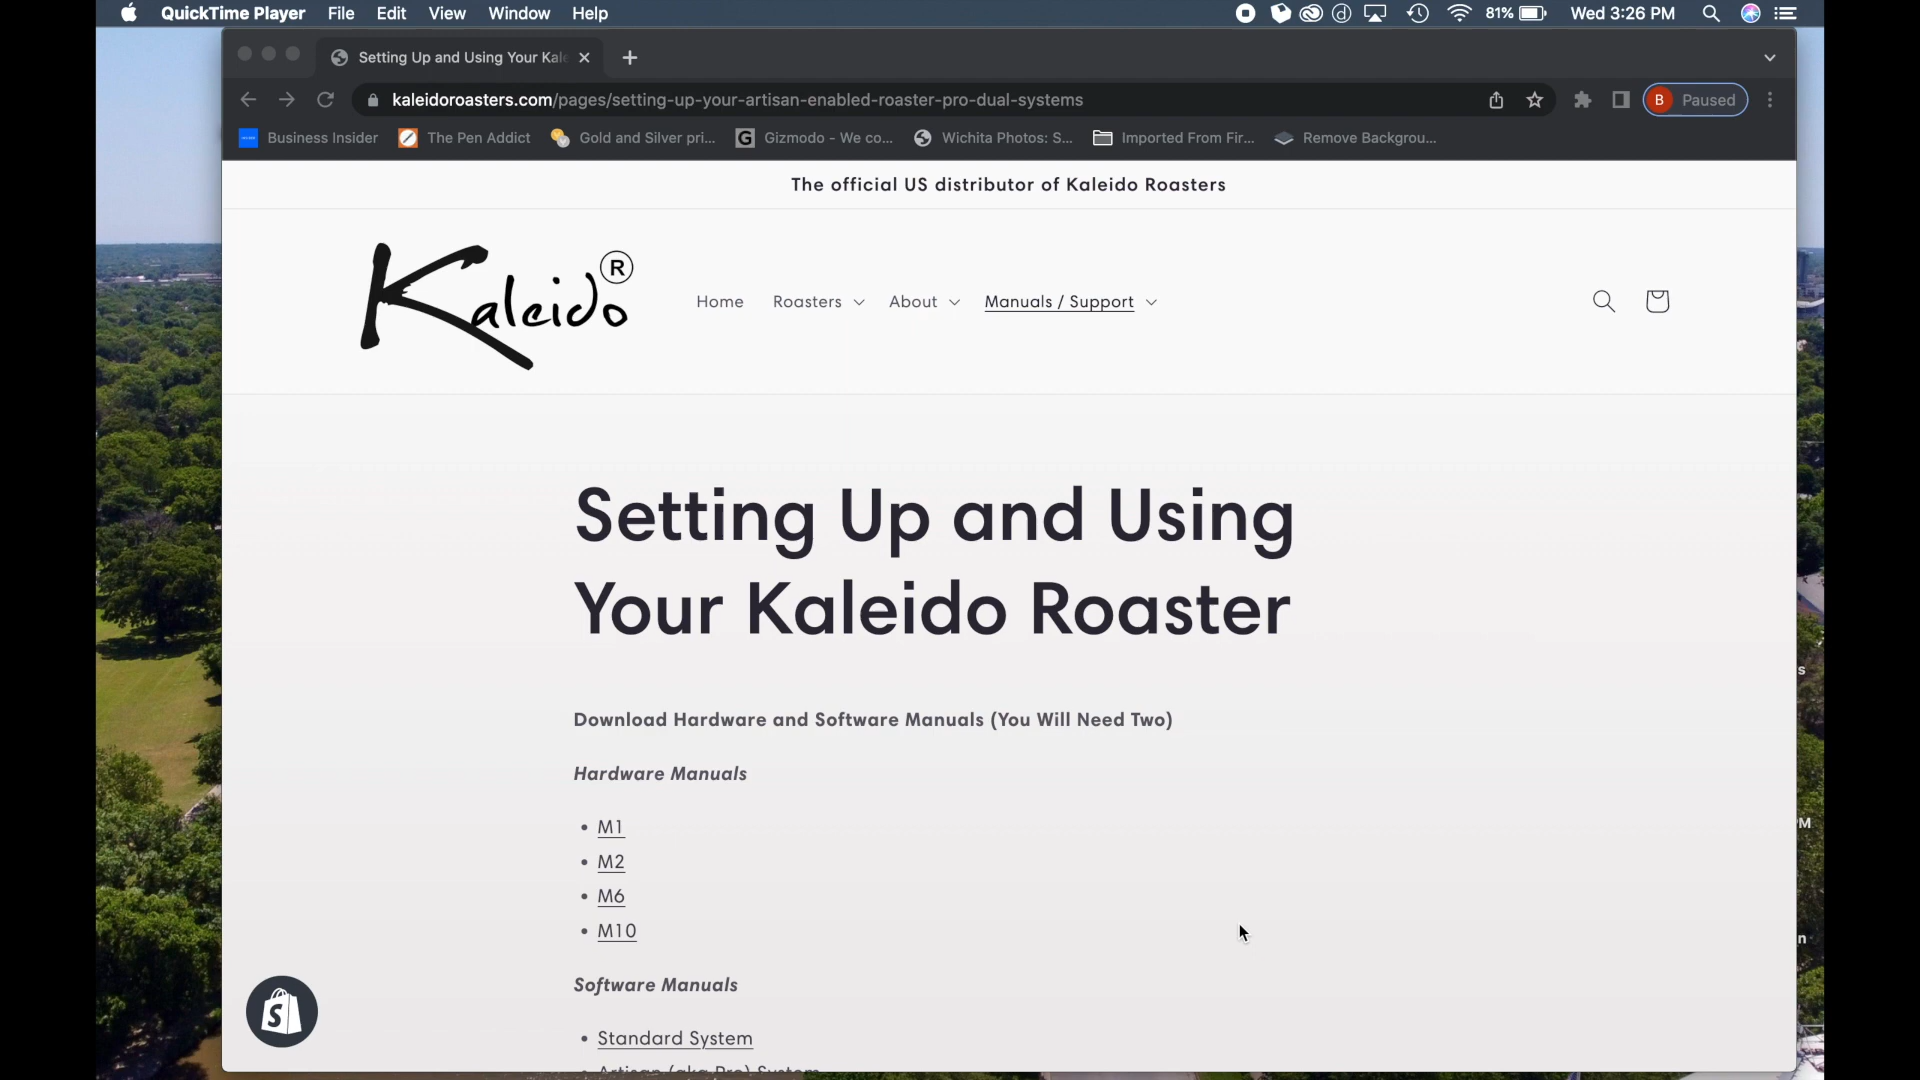 QuickTime Player File Edit View Window Help 81% Wed 3:26 PM
Setting Up and Using Your Kal
kaleidoroasters.com/pages/setting-up-your-artisan-enabled-roaster-pro-dual-systems B Paused
Business Insider The Pen Addict Gold and Silver pri... G Gizmodo - We co... Wichita Photos: S... Imported From Fir... Remove Backgrou...
The official US distributor of Kaleido Roasters
Kaleido ®
Home Roasters About Manuals / Support
Setting Up and Using
Your Kaleido Roaster
Download Hardware and Software Manuals (You Will Need Two)
Hardware Manuals
• M1
• M2
• M6
• M10
Software Manuals
• Standard System
• Artisan (aka Pro) System